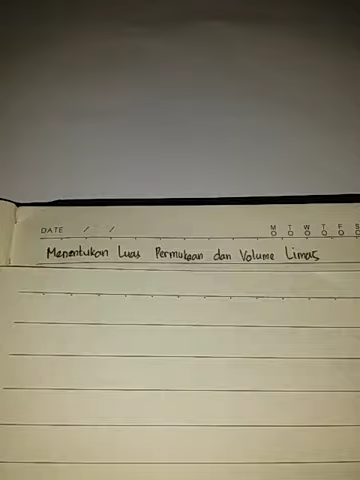 DATE / / M T W T F S
Menentukan Luas Permukaan dan Volume Limas